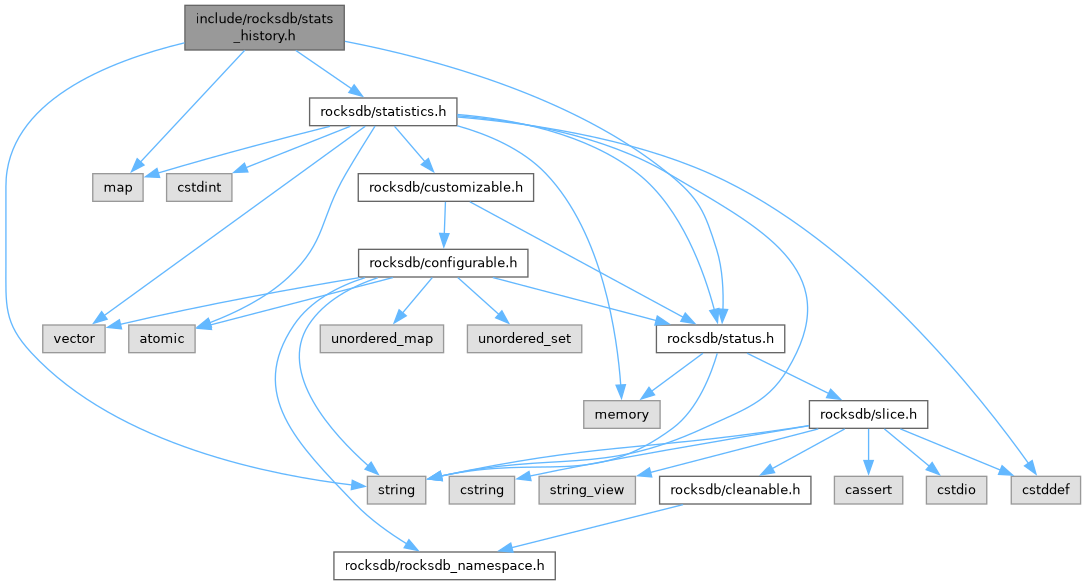 include/rocksdb/stats
_history.h
rocksdb/statistics.h
map
cstdint
rocksdb/customizable.h
rocksdb/configurable.h
vector
atomic
unordered_map
unordered_set
rocksdb/status.h
memory
rocksdb/slice.h
string
cstring
string_view
rocksdb/cleanable.h
cassert
cstdio
cstddef
rocksdb/rocksdb_namespace.h